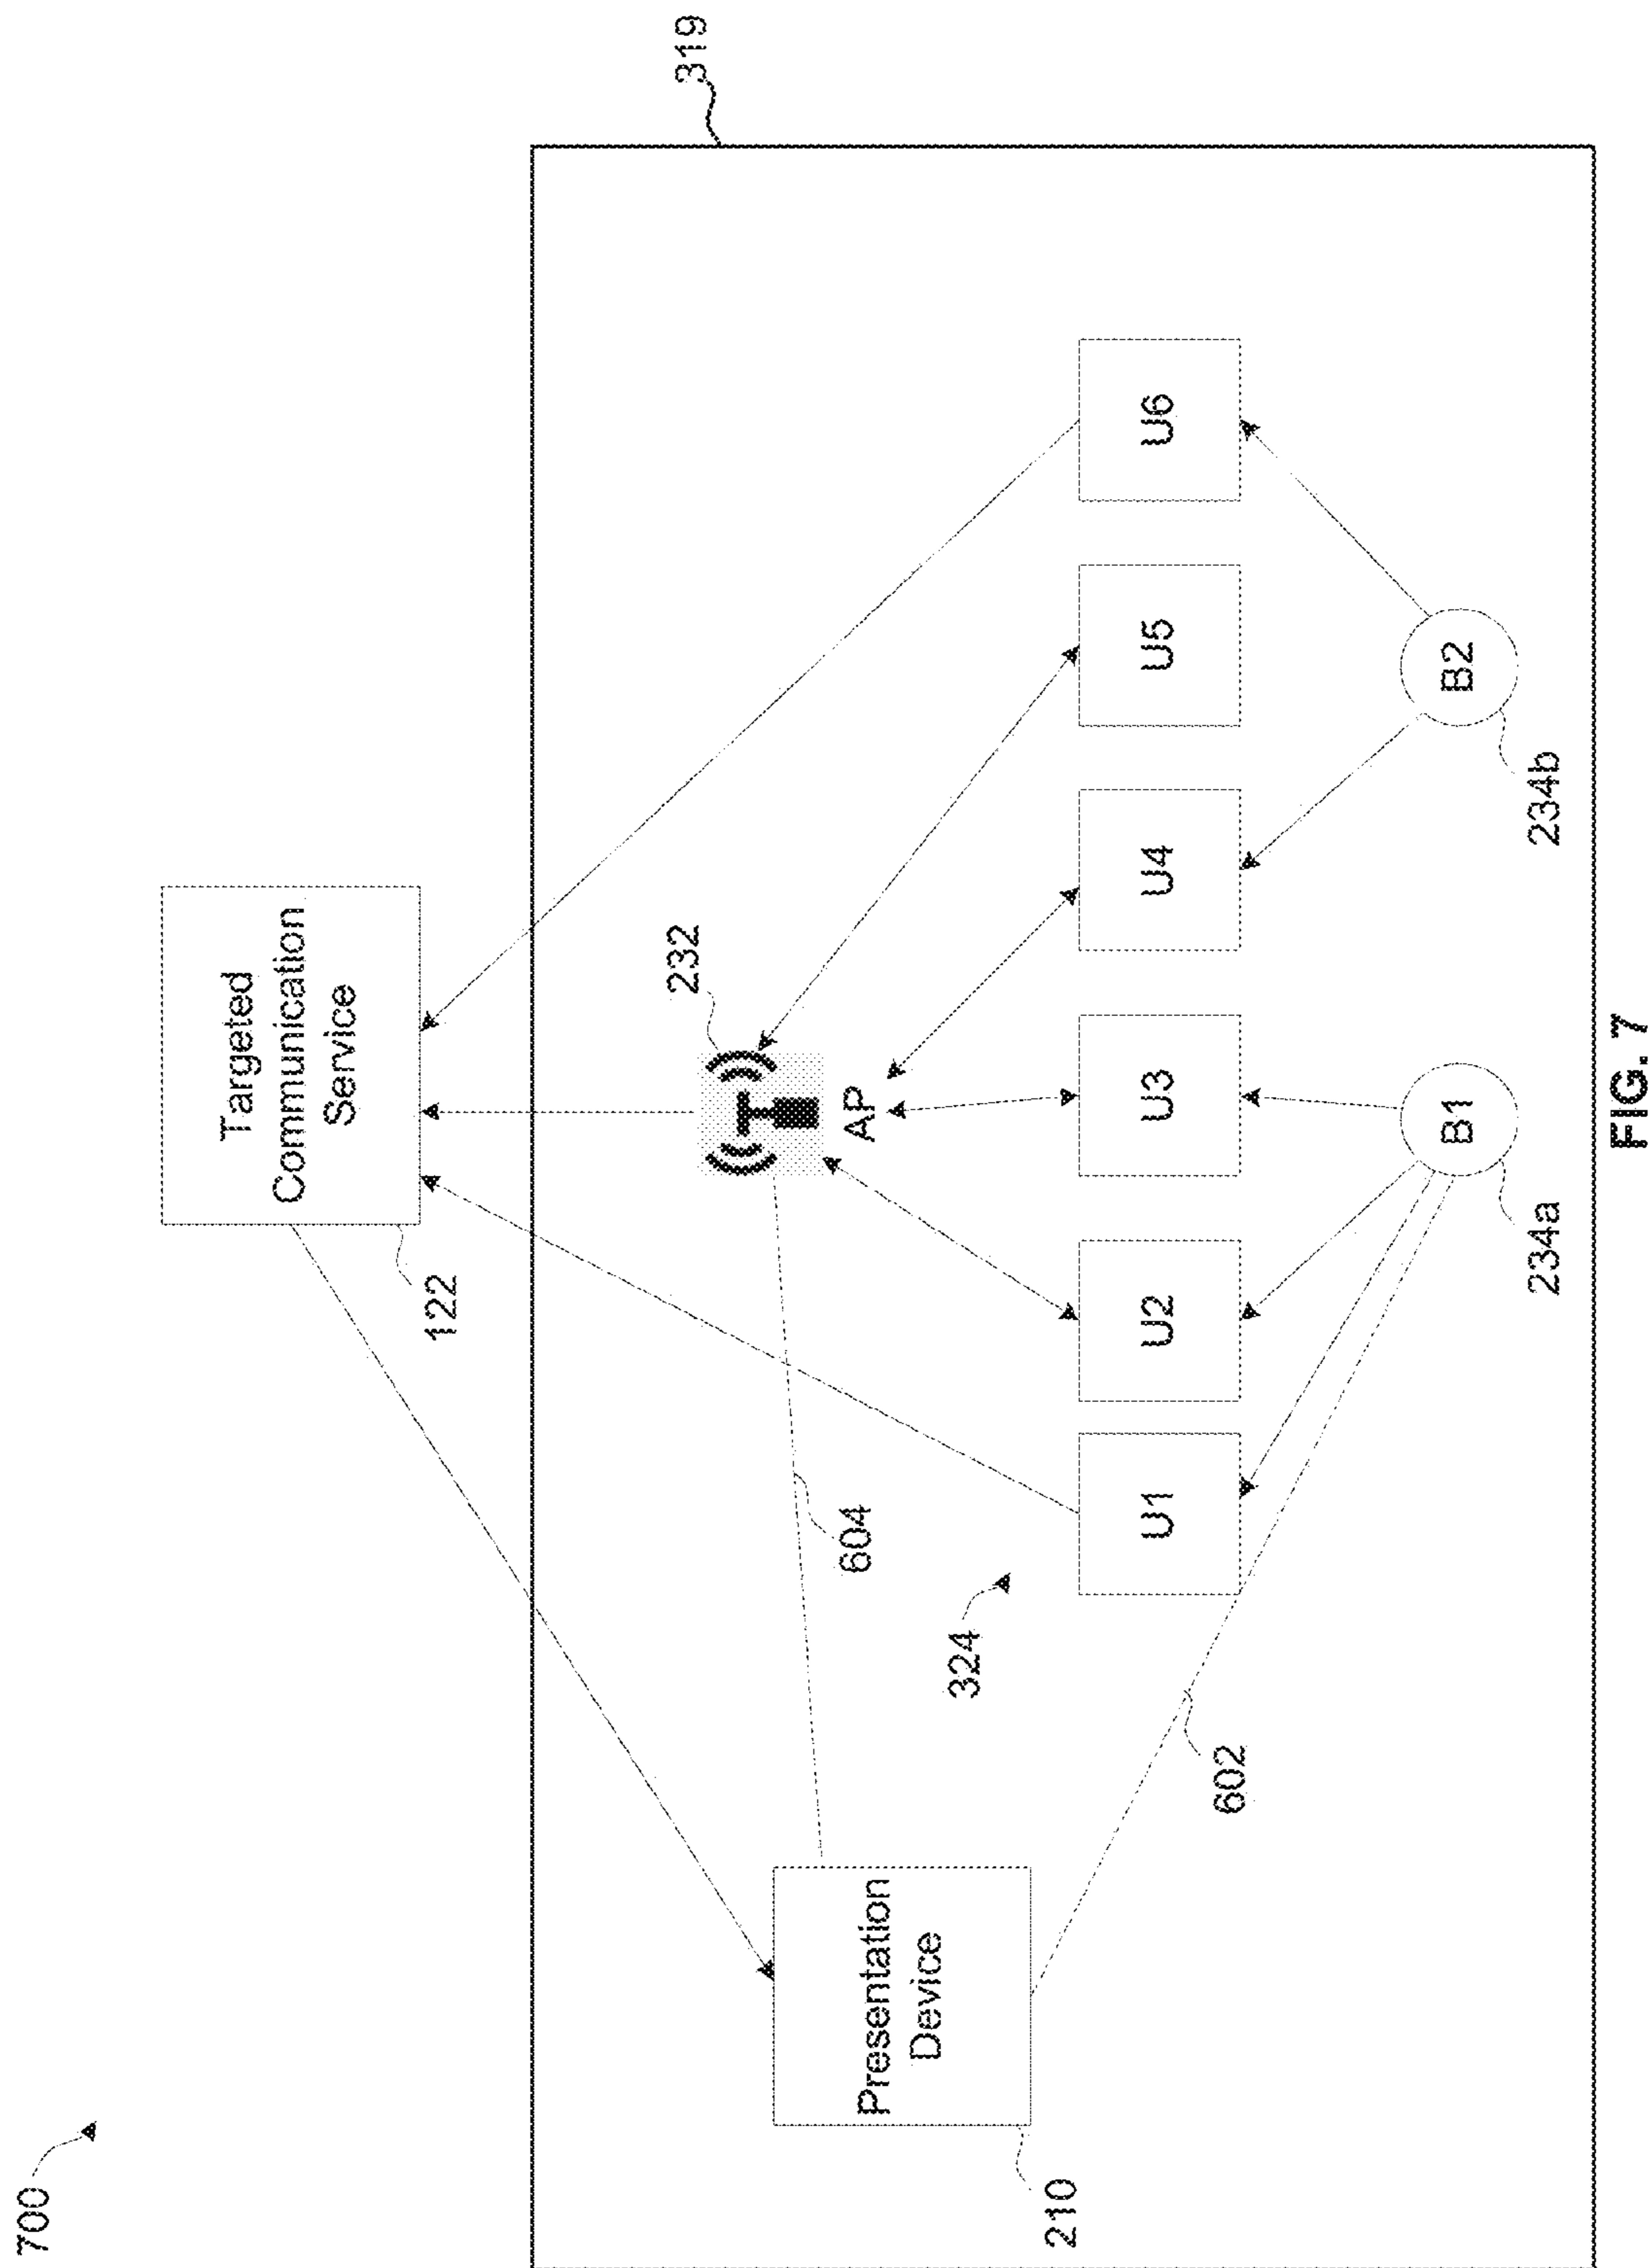 700
319
Targeted
Communication
Service
122
232
AP
604
Presentation
Device
210
324
U1
U2
U3
U4
U5
U6
602
B1
B2
234a
234b
FIG. 7